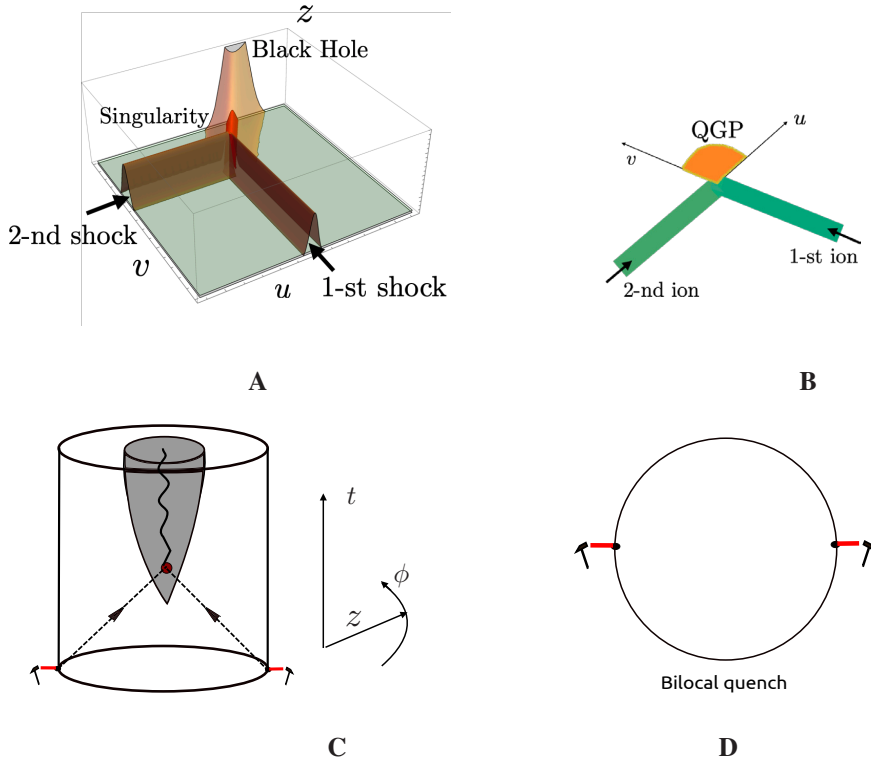 z
Black Hole
Singularity
2-nd shock
v
u
1-st shock
A
QGP
u
v
1-st ion
2-nd ion
B
t
ϕ
z
C
Bilocal quench
D